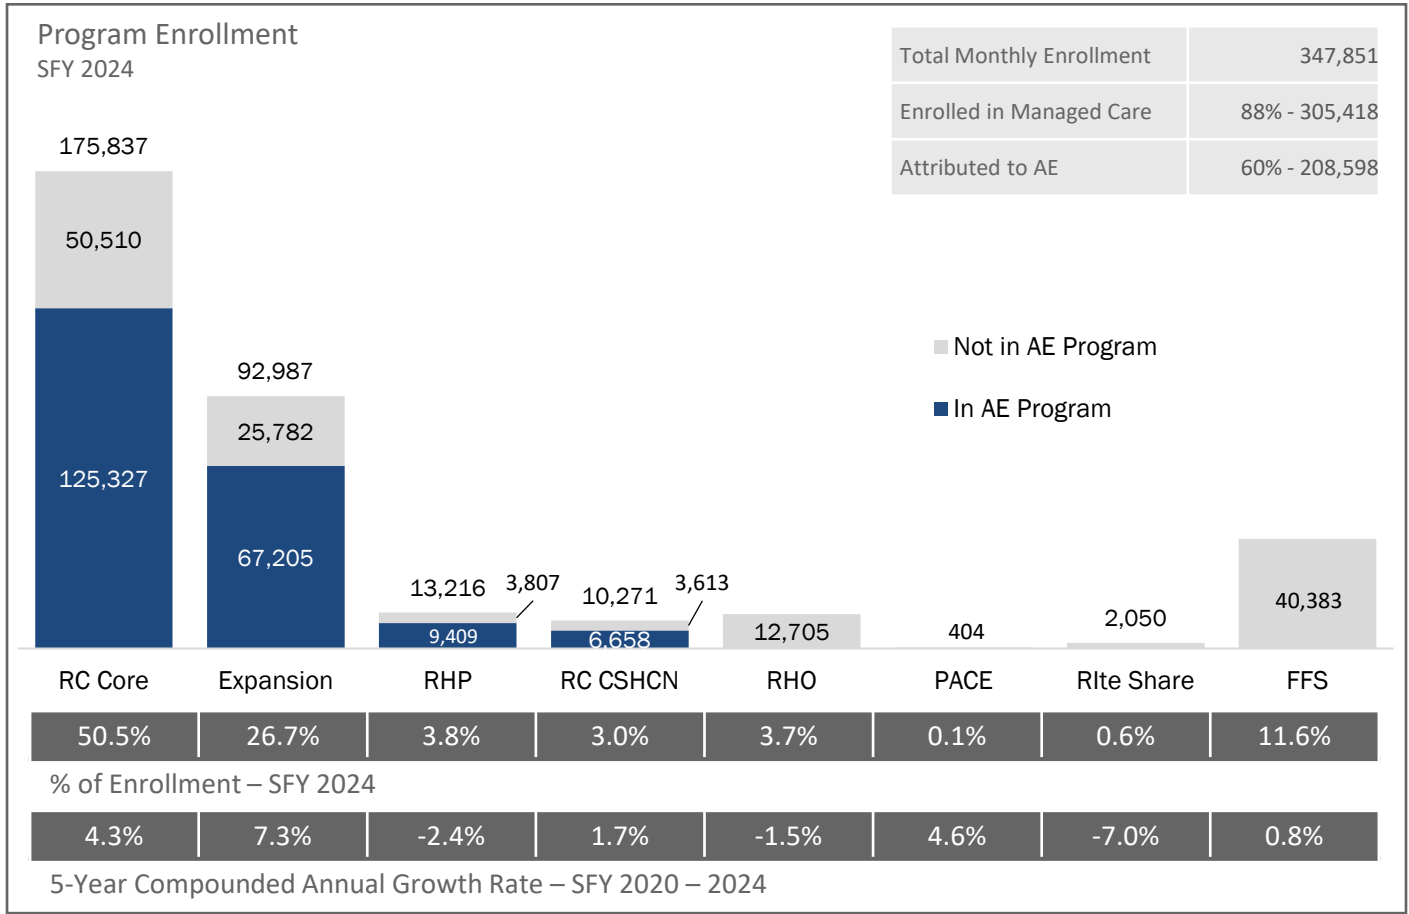 Program Enrollment
SFY 2024
Total Monthly Enrollment 347,851
Enrolled in Managed Care 88% - 305,418
Attributed to AE 60% - 208,598
175,837
50,510
125,327
92,987
25,782
67,205
13,216 3,807
9,409
10,271 3,613
6,658
12,705
404
2,050
40,383
Not in AE Program
In AE Program
RC Core Expansion RHP RC CSHCN RHO PACE RIte Share FFS
50.5% 26.7% 3.8% 3.0% 3.7% 0.1% 0.6% 11.6%
% of Enrollment – SFY 2024
4.3% 7.3% -2.4% 1.7% -1.5% 4.6% -7.0% 0.8%
5-Year Compounded Annual Growth Rate – SFY 2020 – 2024